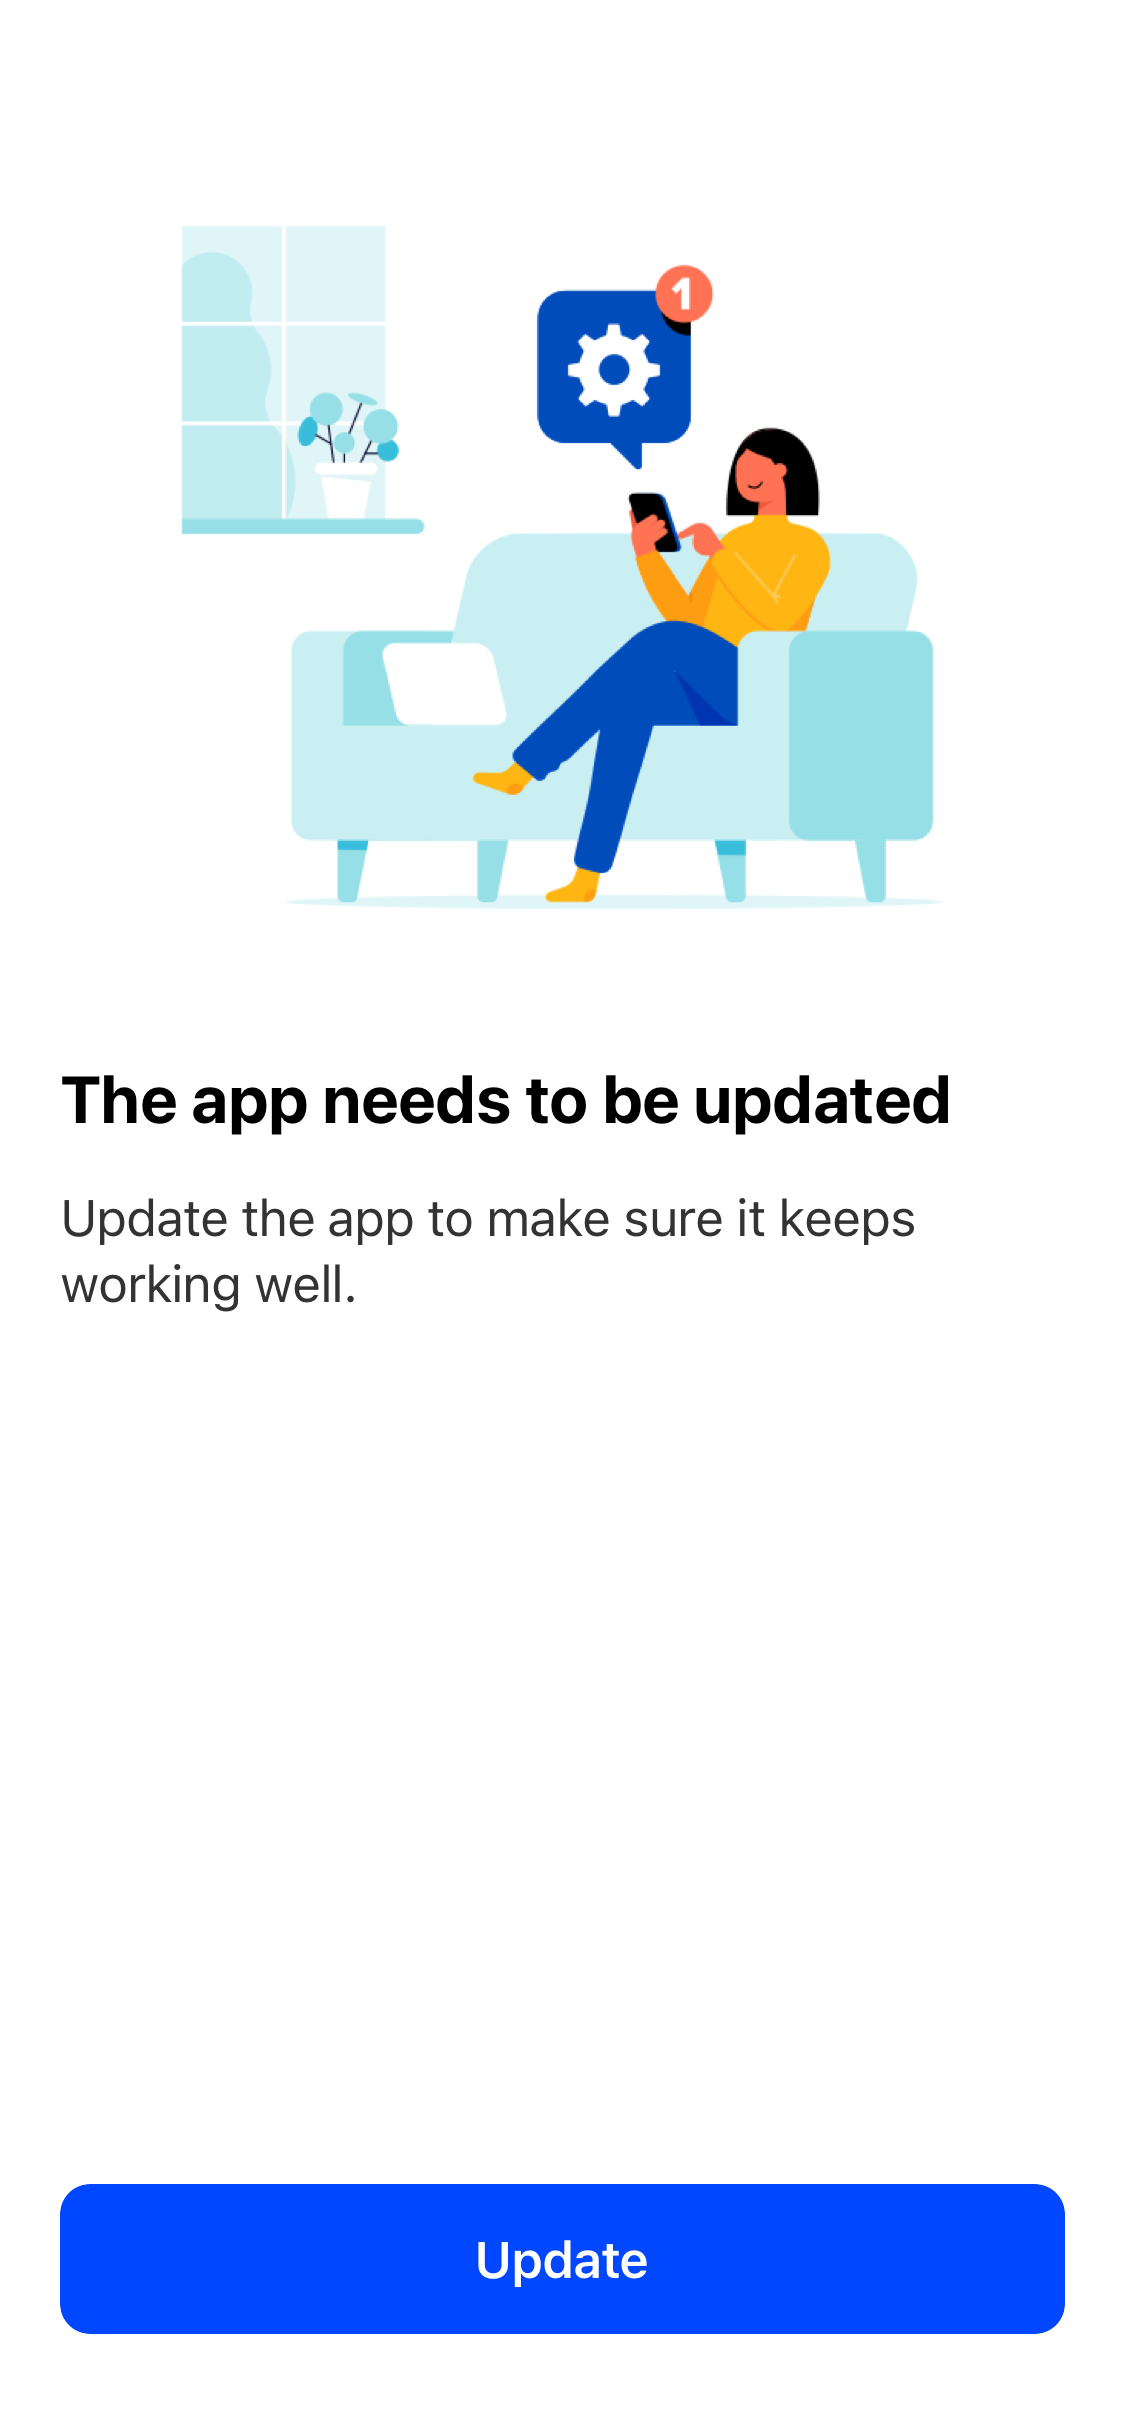 1
The app needs to be updated
Update the app to make sure it keeps
working well.
Update